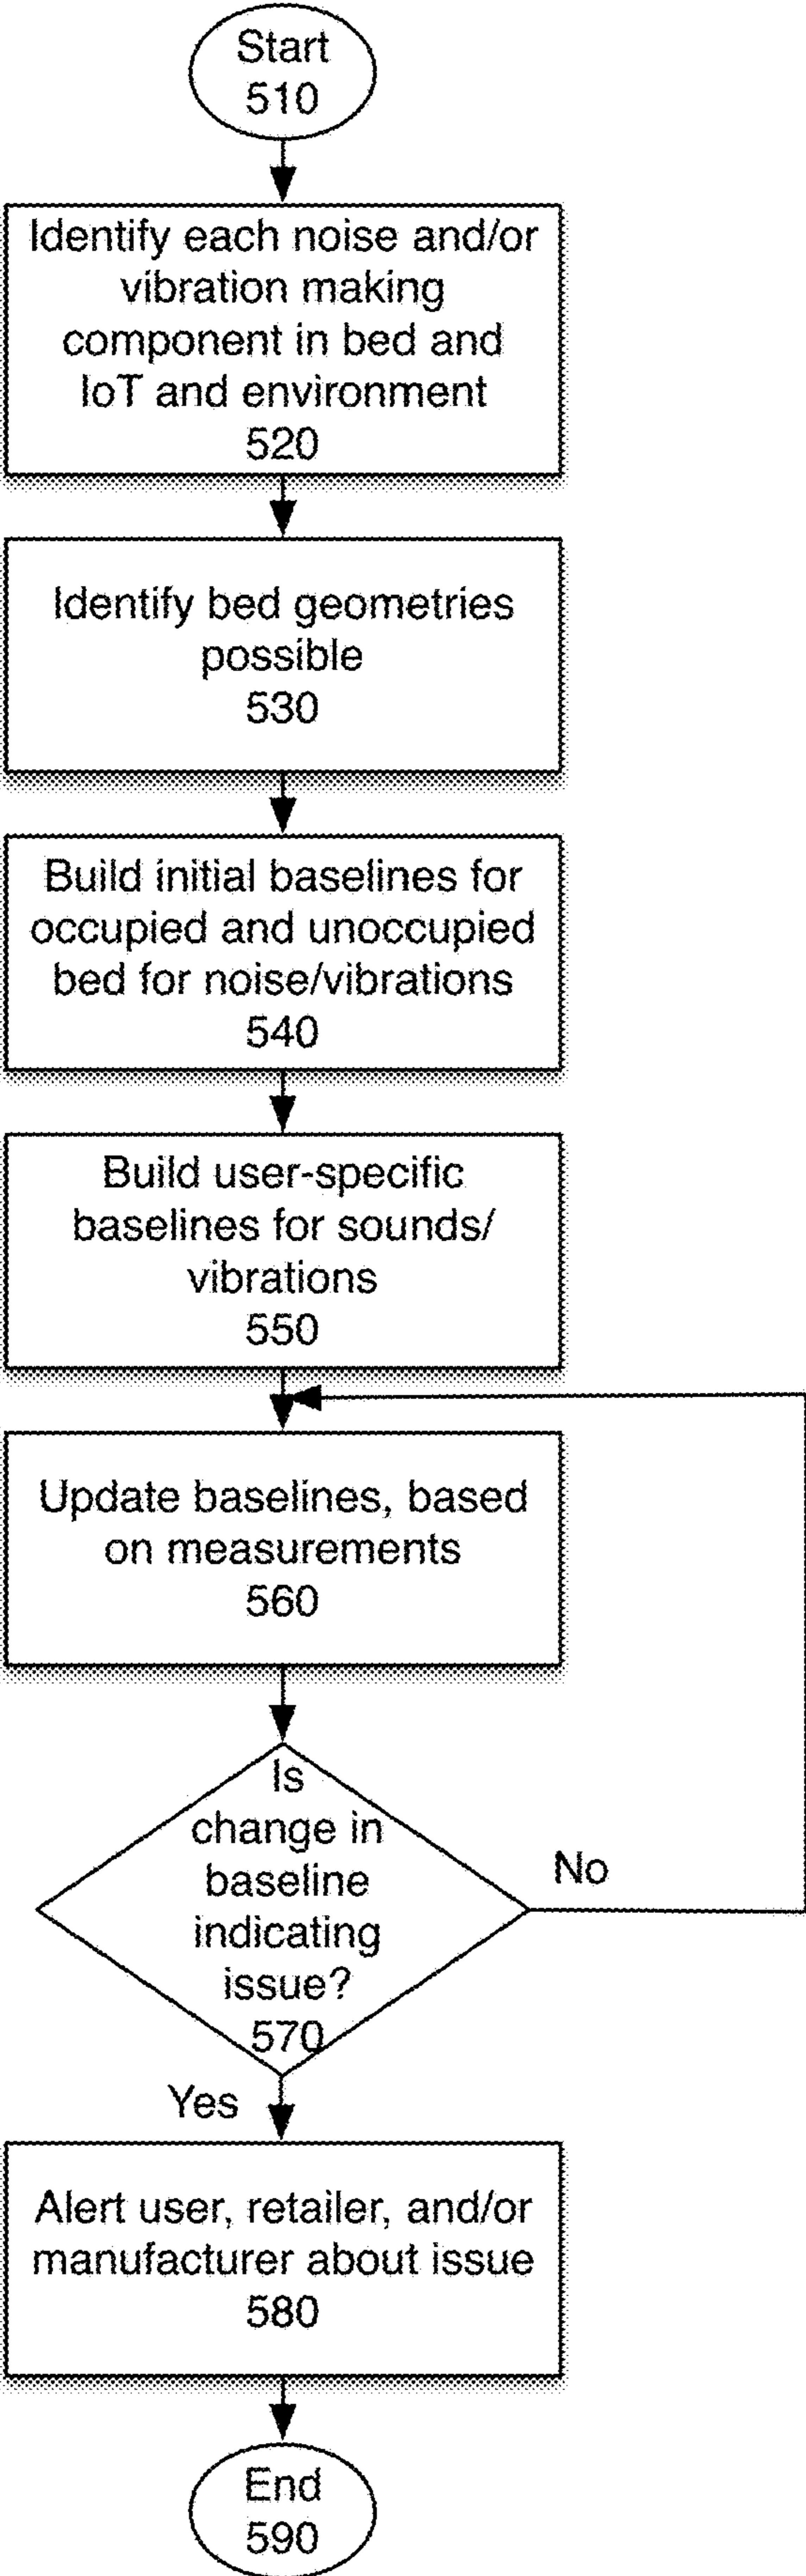 Start
510
Identify each noise and/or
vibration making
component in bed and
IoT and environment
520
Identify bed geometries
possible
530
Build initial baselines for
occupied and unoccupied
bed for noise/vibrations
540
Build user-specific
baselines for sounds/
vibrations
550
Update baselines, based
on measurements
560
Is
change in
baseline
indicating
issue?
570
No
Yes
Alert user, retailer, and/or
manufacturer about issue
580
End
590